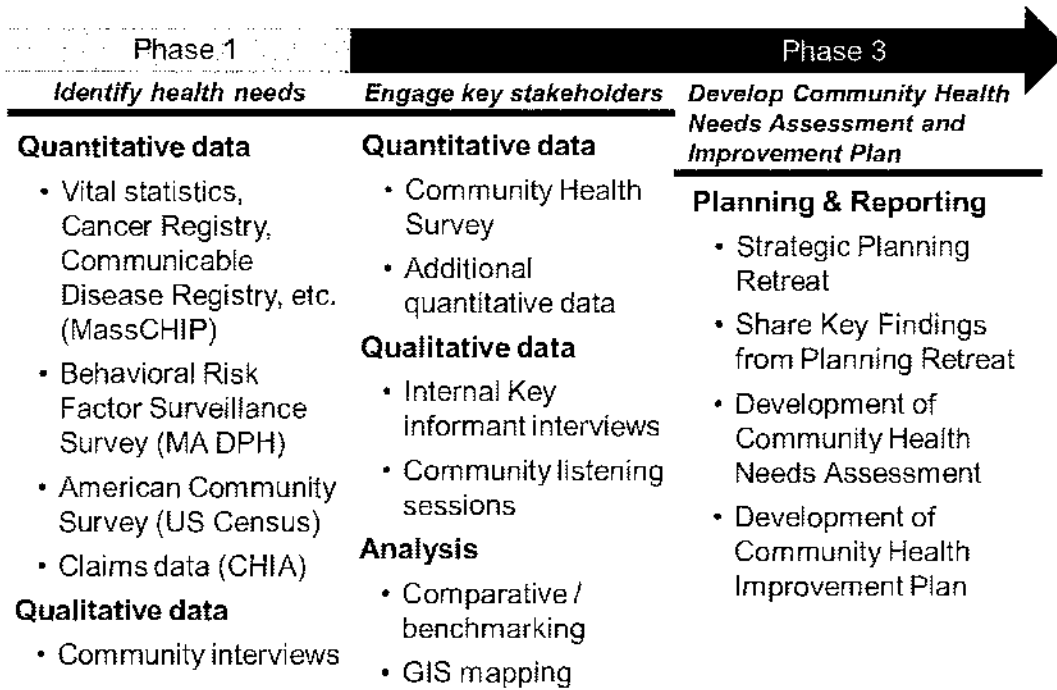 Phase 1
Phase 3
Identify health needs
Engage key stakeholders
Develop Community Health
Needs Assessment and
Improvement Plan
Quantitative data
• Vital statistics,
Cancer Registry,
Communicable
Disease Registry, etc.
(MassCHIP)
• Behavioral Risk
Factor Surveillance
Survey (MA DPH)
• American Community
Survey (US Census)
• Claims data (CHIA)
Qualitative data
• Community interviews
Quantitative data
• Community Health
Survey
• Additional
quantitative data
Qualitative data
• Internal Key
informant interviews
• Community listening
sessions
Analysis
• Comparative /
benchmarking
• GIS mapping
Planning & Reporting
• Strategic Planning
Retreat
• Share Key Findings
from Planning Retreat
• Development of
Community Health
Needs Assessment
• Development of
Community Health
Improvement Plan